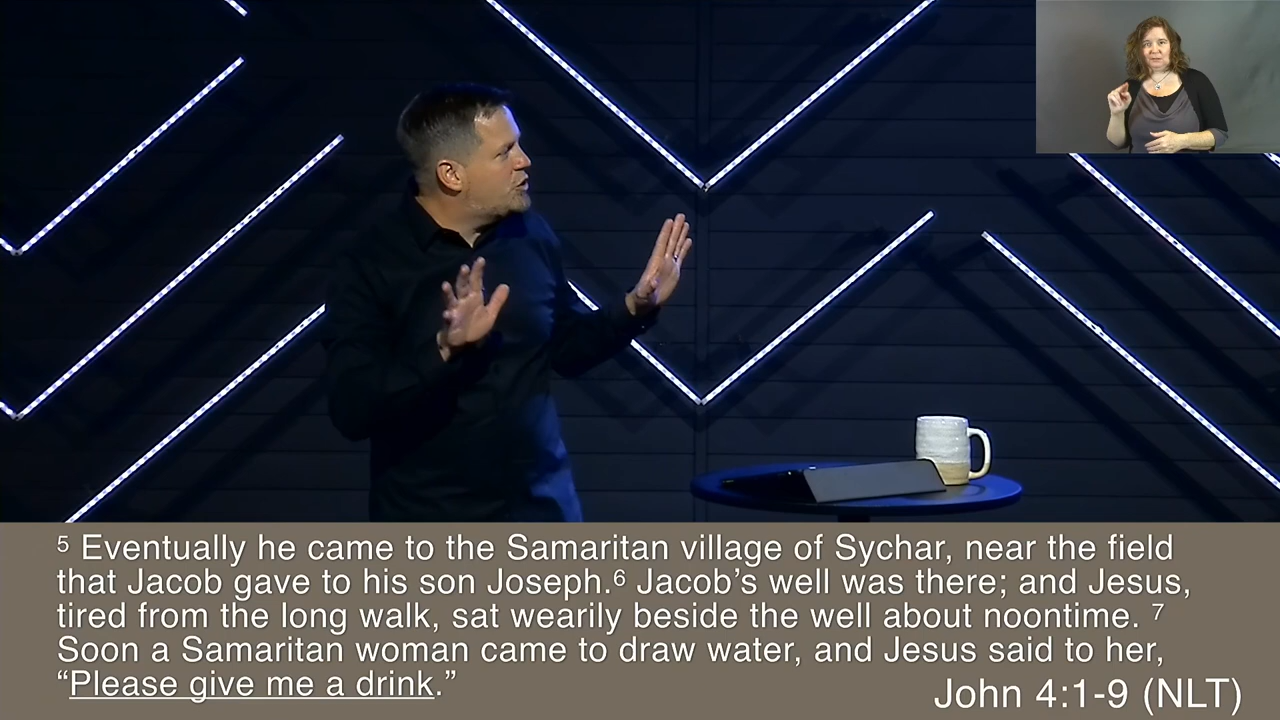 ⁵ Eventually he came to the Samaritan village of Sychar, near the field
that Jacob gave to his son Joseph.⁶ Jacob’s well was there; and Jesus,
tired from the long walk, sat wearily beside the well about noontime. ⁷
Soon a Samaritan woman came to draw water, and Jesus said to her,
“Please give me a drink.”
John 4:1-9 (NLT)